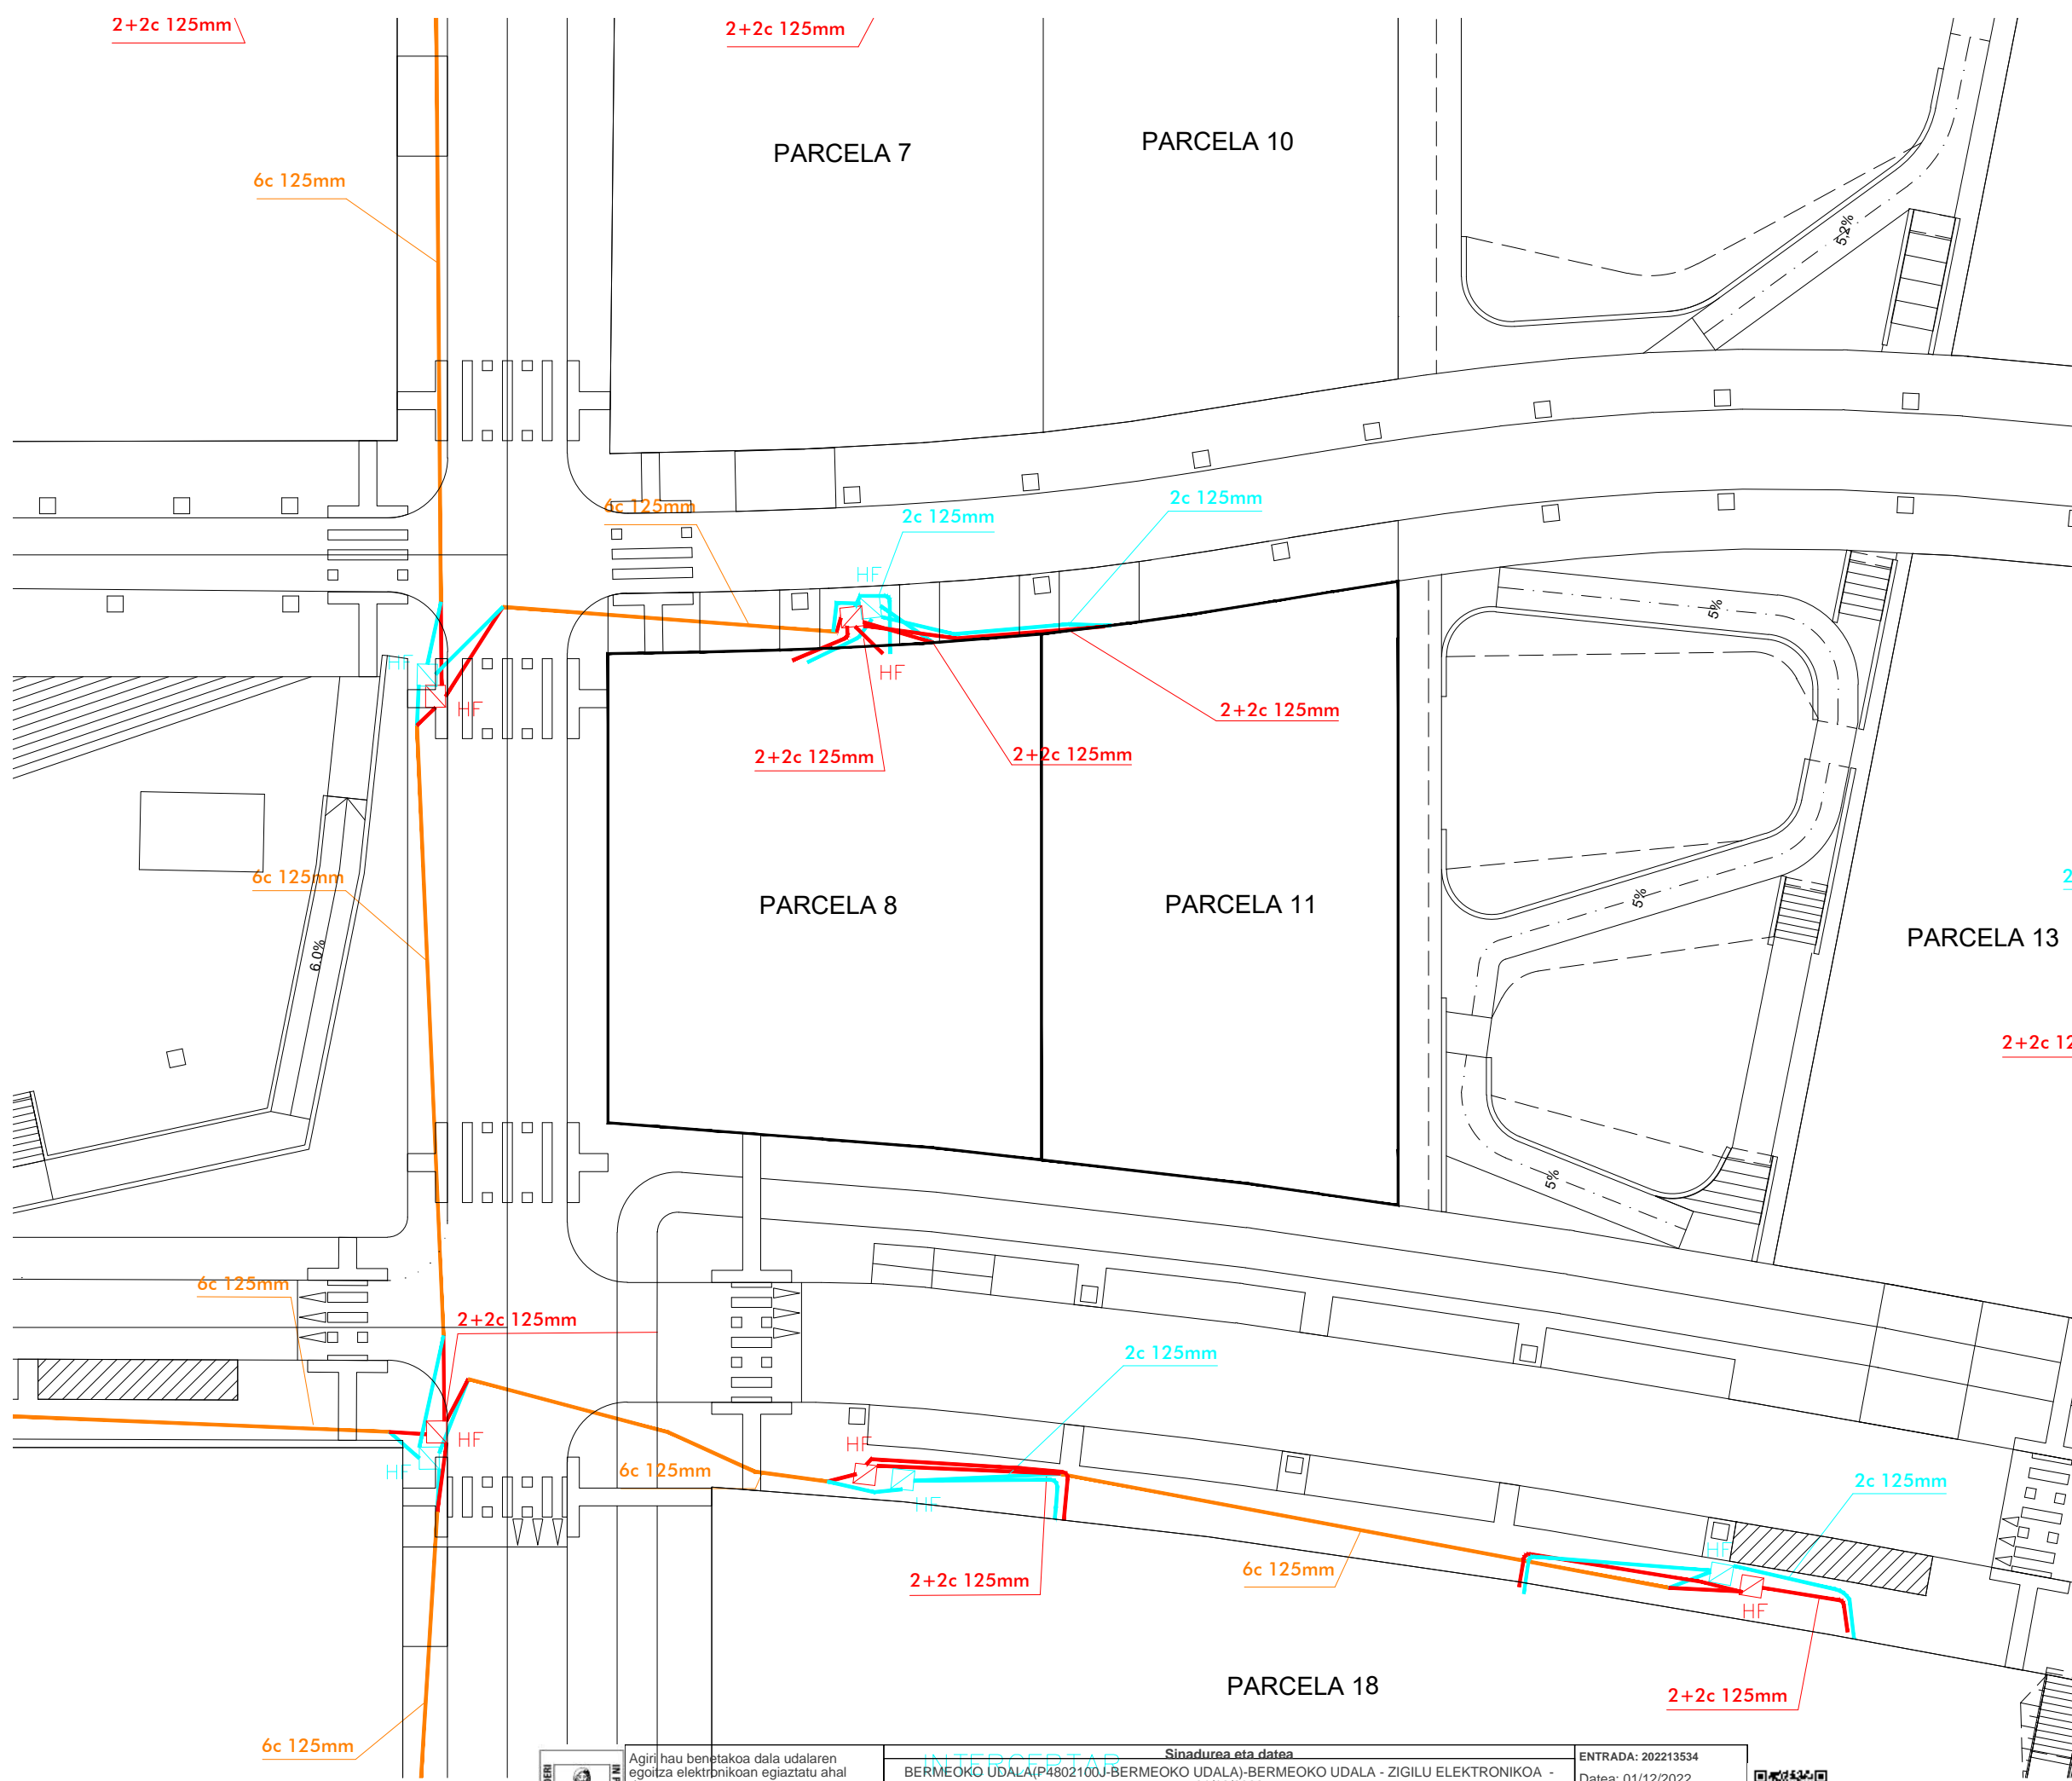 2+2c 125mm
2+2c 125mm
PARCELA 7
PARCELA 10
6c 125mm
5,2%
6c 125mm
2c 125mm
2c 125mm
HF
5%
HF
HF
HF
2+2c 125mm
2+2c 125mm
2+2c 125mm
6c 125mm
PARCELA 8
PARCELA 11
5%
PARCELA 13
6.0%
2+2c 12
5%
6c 125mm
2+2c 125mm
2c 125mm
HF
HF
HF
6c 125mm
HF
2c 125mm
HF
6c 125mm
2+2c 125mm
HF
PARCELA 18
2+2c 125mm
6c 125mm
INTERCEPTAR
Agiri hau benetakoa dala udalaren
egoitza elektronikoan egiaztatu ahal
Sinadurea eta datea
BERMEOKO UDALA(P4802100J-BERMEOKO UDALA)-BERMEOKO UDALA - ZIGILU ELEKTRONIKOA -
ENTRADA: 202213534
Datea: 01/12/2022